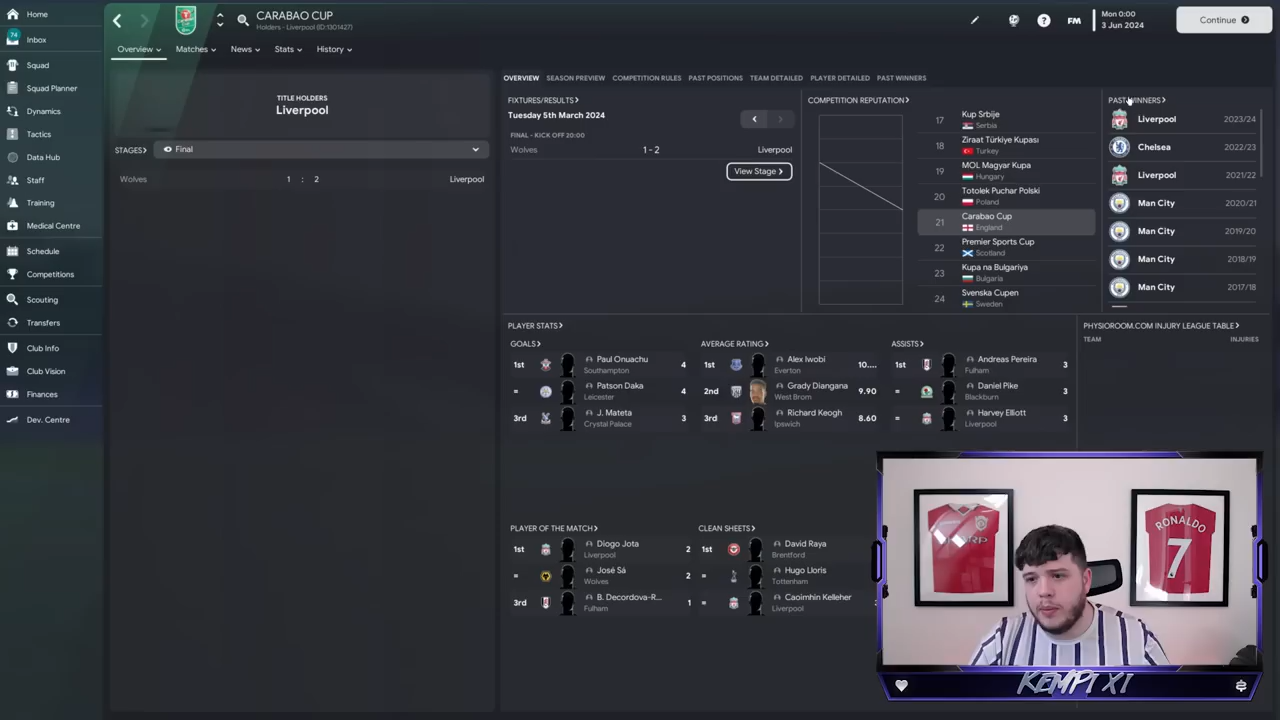 Home
74
Inbox
Squad
Squad Planner
Dynamics
Tactics
Data Hub
Staff
Training
Medical Centre
Schedule
Competitions
Scouting
Transfers
Club Info
Club Vision
Finances
Dev. Centre
CARABAO CUP
Holders - Liverpool (ID:1301427)
FM
Mon 0:00
3 Jun 2024
Continue
Overview
Matches
News
Stats
History
OVERVIEW
SEASON PREVIEW
COMPETITION RULES
PAST POSITIONS
TEAM DETAILED
PLAYER DETAILED
PAST WINNERS
TITLE HOLDERS
Liverpool
STAGES
Final
Wolves 1 : 2 Liverpool
FIXTURES/RESULTS
Tuesday 5th March 2024
FINAL - KICK OFF 20:00
Wolves 1 - 2 Liverpool
View Stage
COMPETITION REPUTATION
17 Kup Srbije
Serbia
18 Ziraat Türkiye Kupası
Turkey
19 MOL Magyar Kupa
Hungary
20 Totolek Puchar Polski
Poland
21 Carabao Cup
England
22 Premier Sports Cup
Scotland
23 Kupa na Bulgariya
Bulgaria
24 Svenska Cupen
Sweden
PAST WINNERS
Liverpool 2023/24
Chelsea 2022/23
Liverpool 2021/22
Man City 2020/21
Man City 2019/20
Man City 2018/19
Man City 2017/18
PLAYER STATS
GOALS
1st Paul Onuachu 4
Southampton
= Patson Daka 4
Leicester
3rd J. Mateta 3
Crystal Palace
AVERAGE RATING
1st Alex Iwobi 10....
Everton
2nd Grady Diangana 9.90
West Brom
3rd Richard Keogh 8.60
Ipswich
ASSISTS
1st Andreas Pereira 3
Fulham
= Daniel Pike 3
Blackburn
= Harvey Elliott 3
Liverpool
PHYSIOROOM.COM INJURY LEAGUE TABLE
TEAM INJURIES
PLAYER OF THE MATCH
1st Diogo Jota 2
Liverpool
= José Sá 2
Wolves
3rd B. Decordova-R... 1
Fulham
CLEAN SHEETS
1st David Raya
Brentford
= Hugo Lloris
Tottenham
= Caoimhin Kelleher
Liverpool
RONALDO
7
KEMPI XI